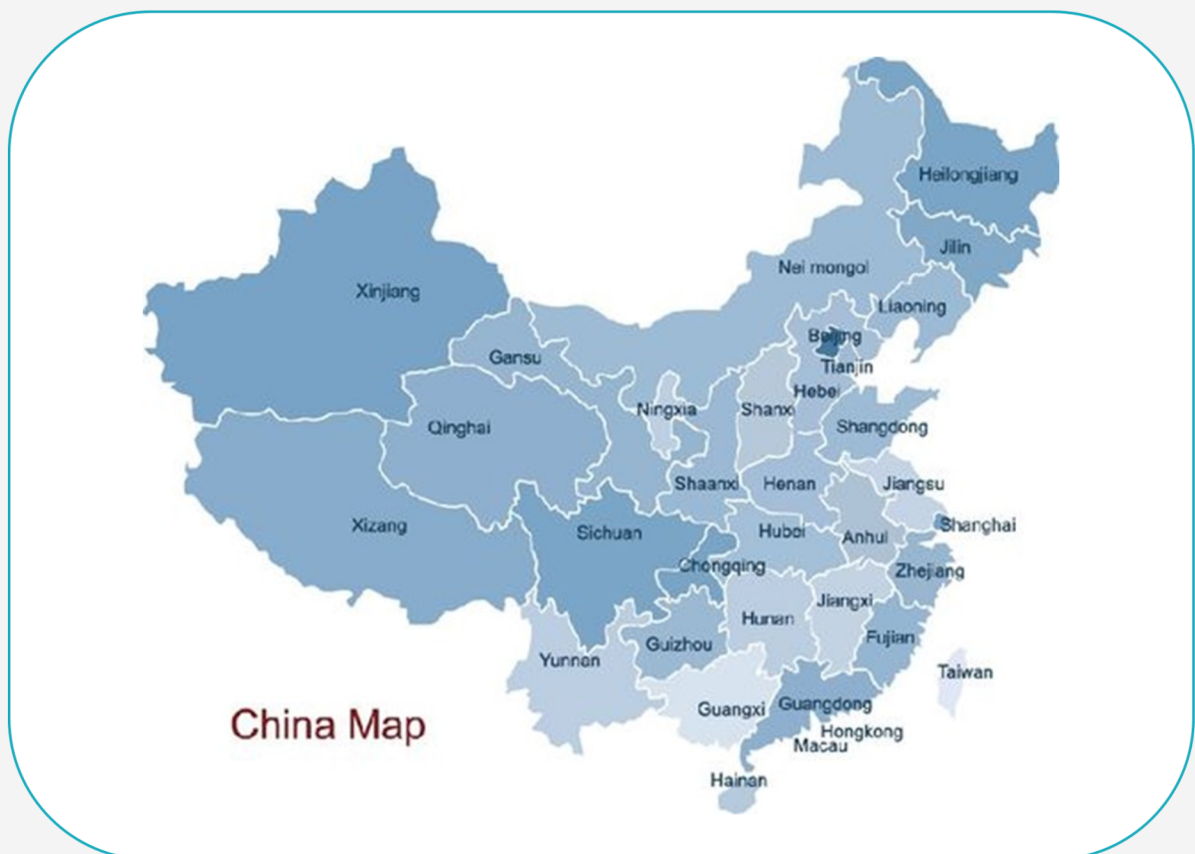 Heilongjiang
Jilin
Nei mongol
Xinjiang
Liaoning
Beijing
Gansu
Tianjin
Hebei
Ningxia
Shanxi
Qinghai
Shangdong
Shaanxi
Henan
Jiangsu
Xizang
Sichuan
Hubei
Anhui
Shanghai
Chongqing
Zhejiang
Jiangxi
Hunan
Fujian
Guizhou
Yunnan
Taiwan
Guangxi
Guangdong
China Map
Hongkong
Macau
Hainan